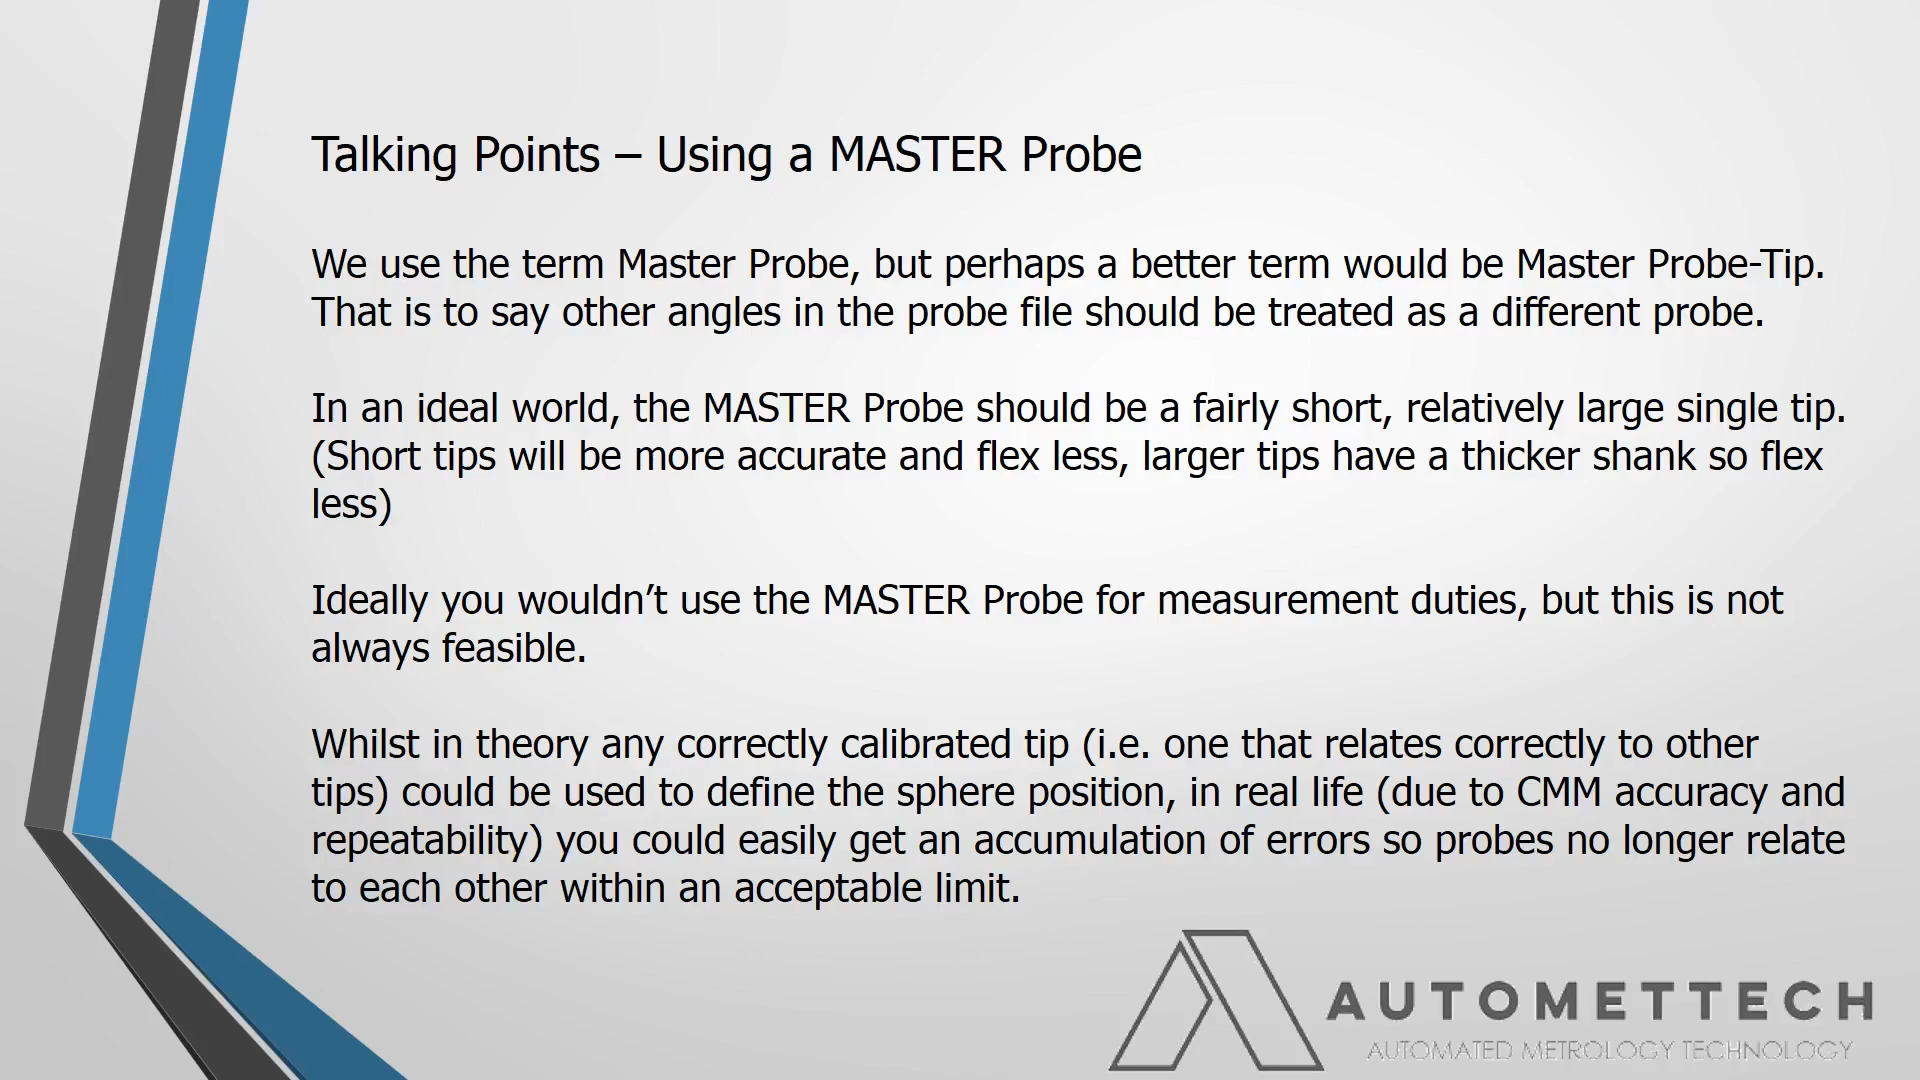 Talking Points – Using a MASTER Probe
We use the term Master Probe, but perhaps a better term would be Master Probe-Tip.
That is to say other angles in the probe file should be treated as a different probe.
In an ideal world, the MASTER Probe should be a fairly short, relatively large single tip.
(Short tips will be more accurate and flex less, larger tips have a thicker shank so flex
less)
Ideally you wouldn’t use the MASTER Probe for measurement duties, but this is not
always feasible.
Whilst in theory any correctly calibrated tip (i.e. one that relates correctly to other
tips) could be used to define the sphere position, in real life (due to CMM accuracy and
repeatability) you could easily get an accumulation of errors so probes no longer relate
to each other within an acceptable limit.
AUTOMETTECH
AUTOMATED METROLOGY TECHNOLOGY